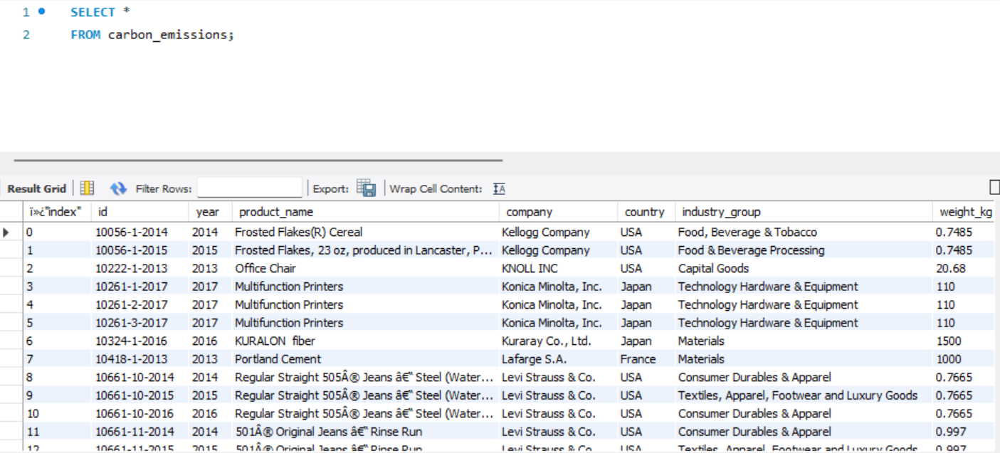 1 SELECT *
2 FROM carbon_emissions;
Result Grid Filter Rows: Export: Wrap Cell Content: IA
ï»¿"index" id year product_name company country industry_group weight_kg
0 10056-1-2014 2014 Frosted Flakes(R) Cereal Kellogg Company USA Food, Beverage & Tobacco 0.7485
1 10056-1-2015 2015 Frosted Flakes, 23 oz, produced in Lancaster, P... Kellogg Company USA Food & Beverage Processing 0.7485
2 10222-1-2013 2013 Office Chair KNOLL INC USA Capital Goods 20.68
3 10261-1-2017 2017 Multifunction Printers Konica Minolta, Inc. Japan Technology Hardware & Equipment 110
4 10261-2-2017 2017 Multifunction Printers Konica Minolta, Inc. Japan Technology Hardware & Equipment 110
5 10261-3-2017 2017 Multifunction Printers Konica Minolta, Inc. Japan Technology Hardware & Equipment 110
6 10324-1-2016 2016 KURALON fiber Kuraray Co., Ltd. Japan Materials 1500
7 10418-1-2013 2013 Portland Cement Lafarge S.A. France Materials 1000
8 10661-10-2014 2014 Regular Straight 505Â® Jeans â€“ Steel (Water... Levi Strauss & Co. USA Consumer Durables & Apparel 0.7665
9 10661-10-2015 2015 Regular Straight 505Â® Jeans â€“ Steel (Water... Levi Strauss & Co. USA Textiles, Apparel, Footwear and Luxury Goods 0.7665
10 10661-10-2016 2016 Regular Straight 505Â® Jeans â€“ Steel (Water... Levi Strauss & Co. USA Consumer Durables & Apparel 0.7665
11 10661-11-2014 2014 501Â® Original Jeans â€“ Rinse Run Levi Strauss & Co. USA Consumer Durables & Apparel 0.997
12 10661-11-2015 2015 501Â® Original Jeans â€“ Rinse Run Levi Strauss & Co. USA Textiles, Apparel, Footwear and Luxury Goods 0.997